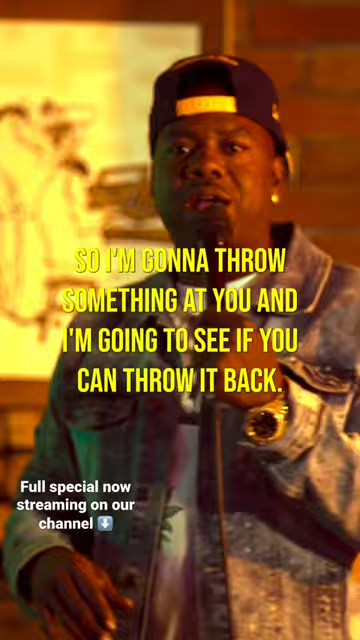 SO I'M GONNA THROW
SOMETHING AT YOU AND
I'M GOING TO SEE IF YOU
CAN THROW IT BACK.
Full special now
streaming on our
channel ⬇️